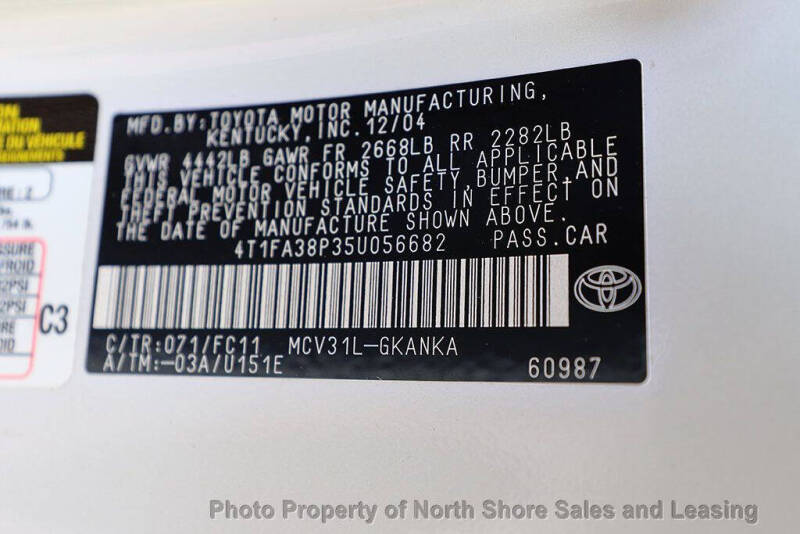 MFD.BY:TOYOTA MOTOR MANUFACTURING,
KENTUCKY,INC.12/04
GVWR 4442LB GAWR FR 2668LB RR 2282LB
THIS VEHICLE CONFORMS TO ALL APPLICABLE
FEDERAL MOTOR VEHICLE SAFETY,BUMPER,AND
THEFT PREVENTION STANDARDS IN EFFECT ON
THE DATE OF MANUFACTURE SHOWN ABOVE.
4T1FA38P35U056682 PASS.CAR
C/TR:071/FC11 MCV31L-GKANKA
A/TM:-03A/U151E 60987
DU VÉHICULE
C3
Photo Property of North Shore Sales and Leasing